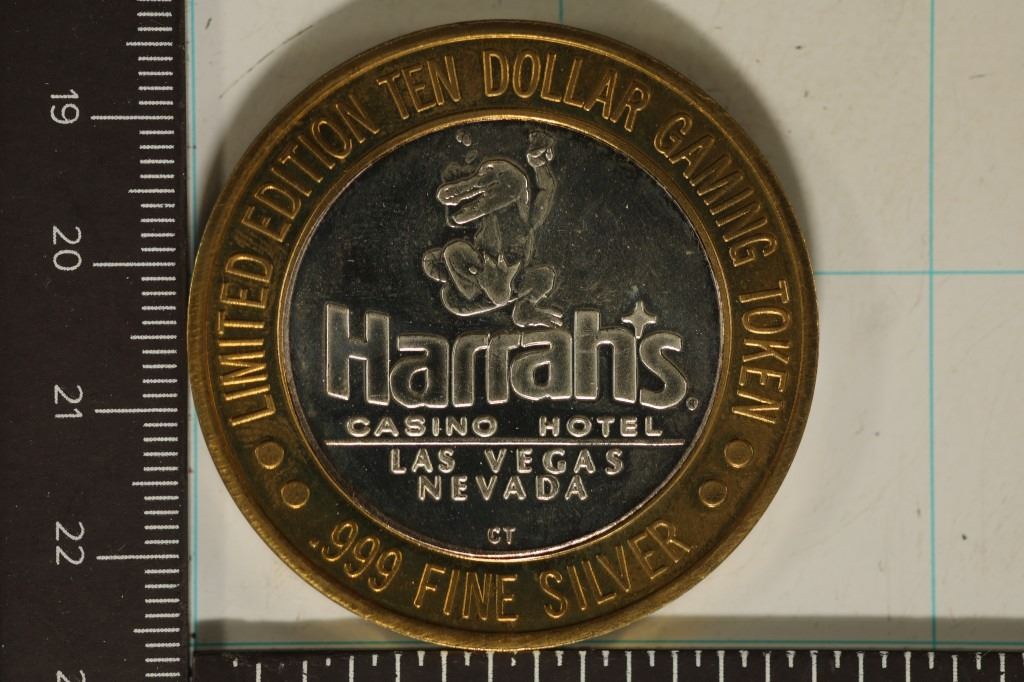 LIMITED EDITION TEN DOLLAR GAMING TOKEN
Harrah's®
CASINO HOTEL
LAS VEGAS
NEVADA
CT
.999 FINE SILVER
19
20
21
22